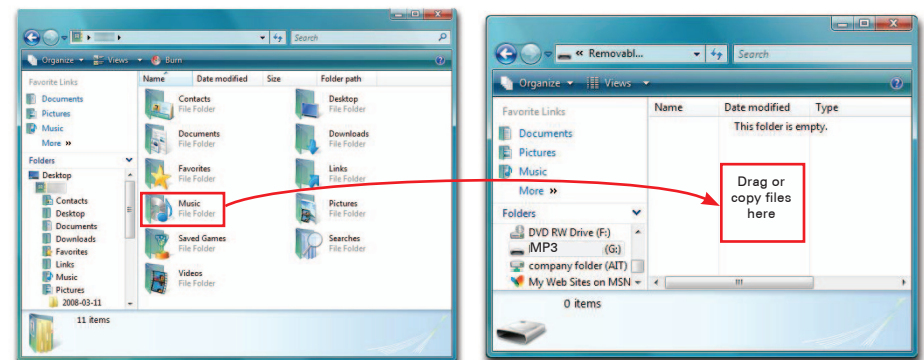 Search
Organize Views Burn
Favorite Links
Documents
Pictures
Music
More »
Folders
Desktop
Contacts
Desktop
Documents
Downloads
Favorites
Links
Music
Pictures
2008-03-11
Name Date modified Size Folder path
Contacts
File Folder
Desktop
File Folder
Documents
File Folder
Downloads
File Folder
Favorites
File Folder
Links
File Folder
Music
File Folder
Pictures
File Folder
Saved Games
File Folder
Searches
File Folder
Videos
File Folder
11 items
« Removabl...
Search
Organize Views
Favorite Links
Documents
Pictures
Music
More »
Folders
DVD RW Drive (F:)
MP3 (G:)
company folder (AIT)
My Web Sites on MSN
Name Date modified Type
This folder is empty.
Drag or
copy files
here
0 items